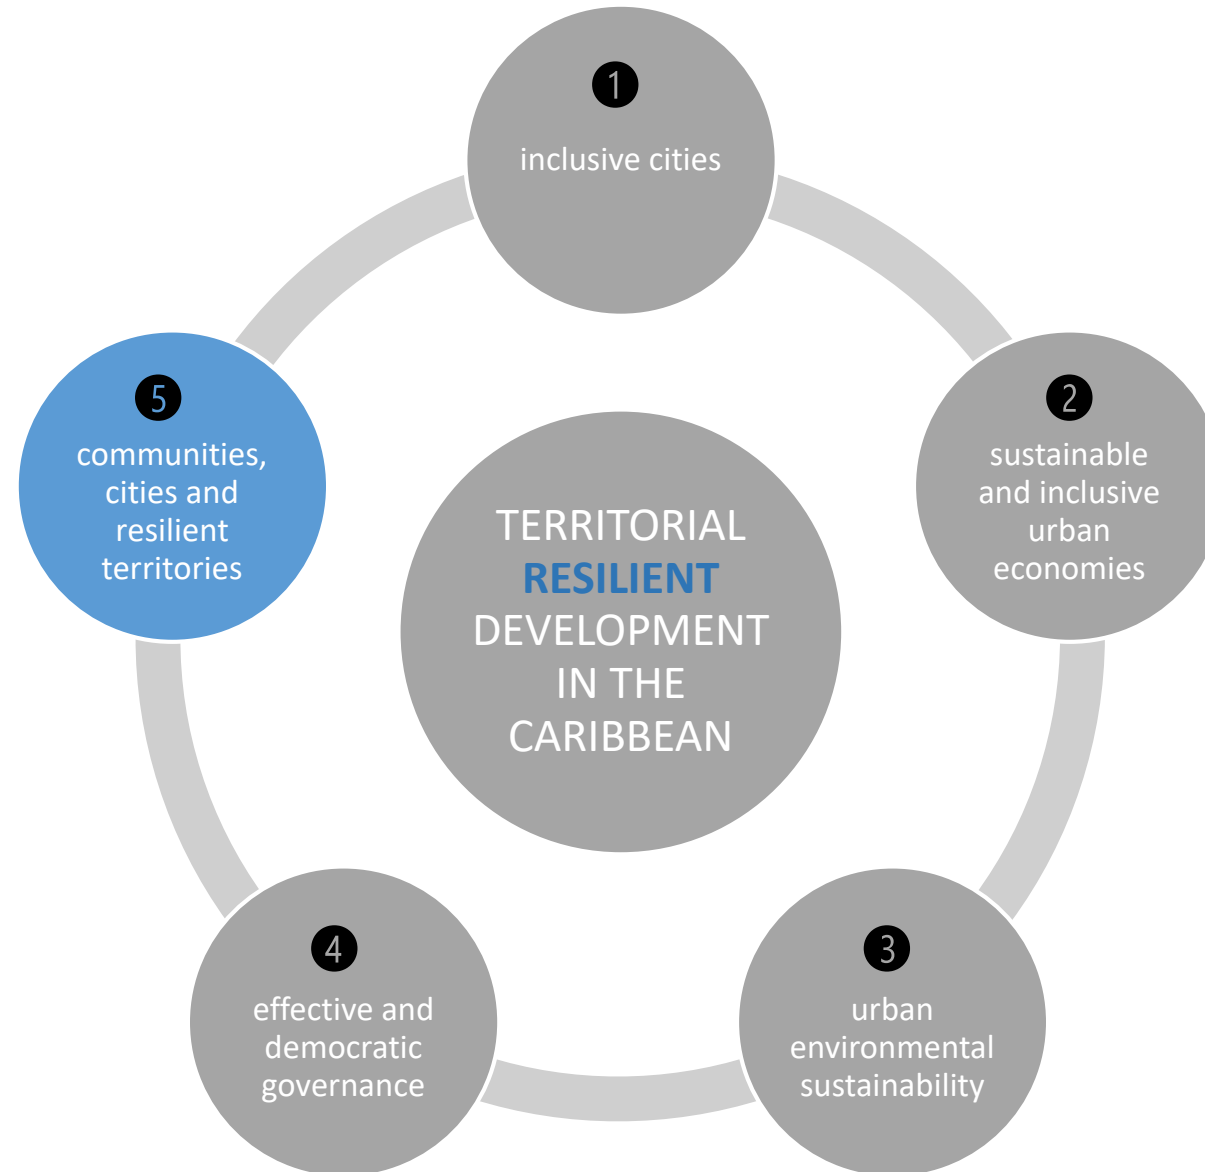 1
inclusive cities
2
sustainable
and inclusive
urban
economies
3
urban
environmental
sustainability
4
effective and
democratic
governance
5
communities,
cities and
resilient
territories
TERRITORIAL
RESILIENT
DEVELOPMENT
IN THE
CARIBBEAN